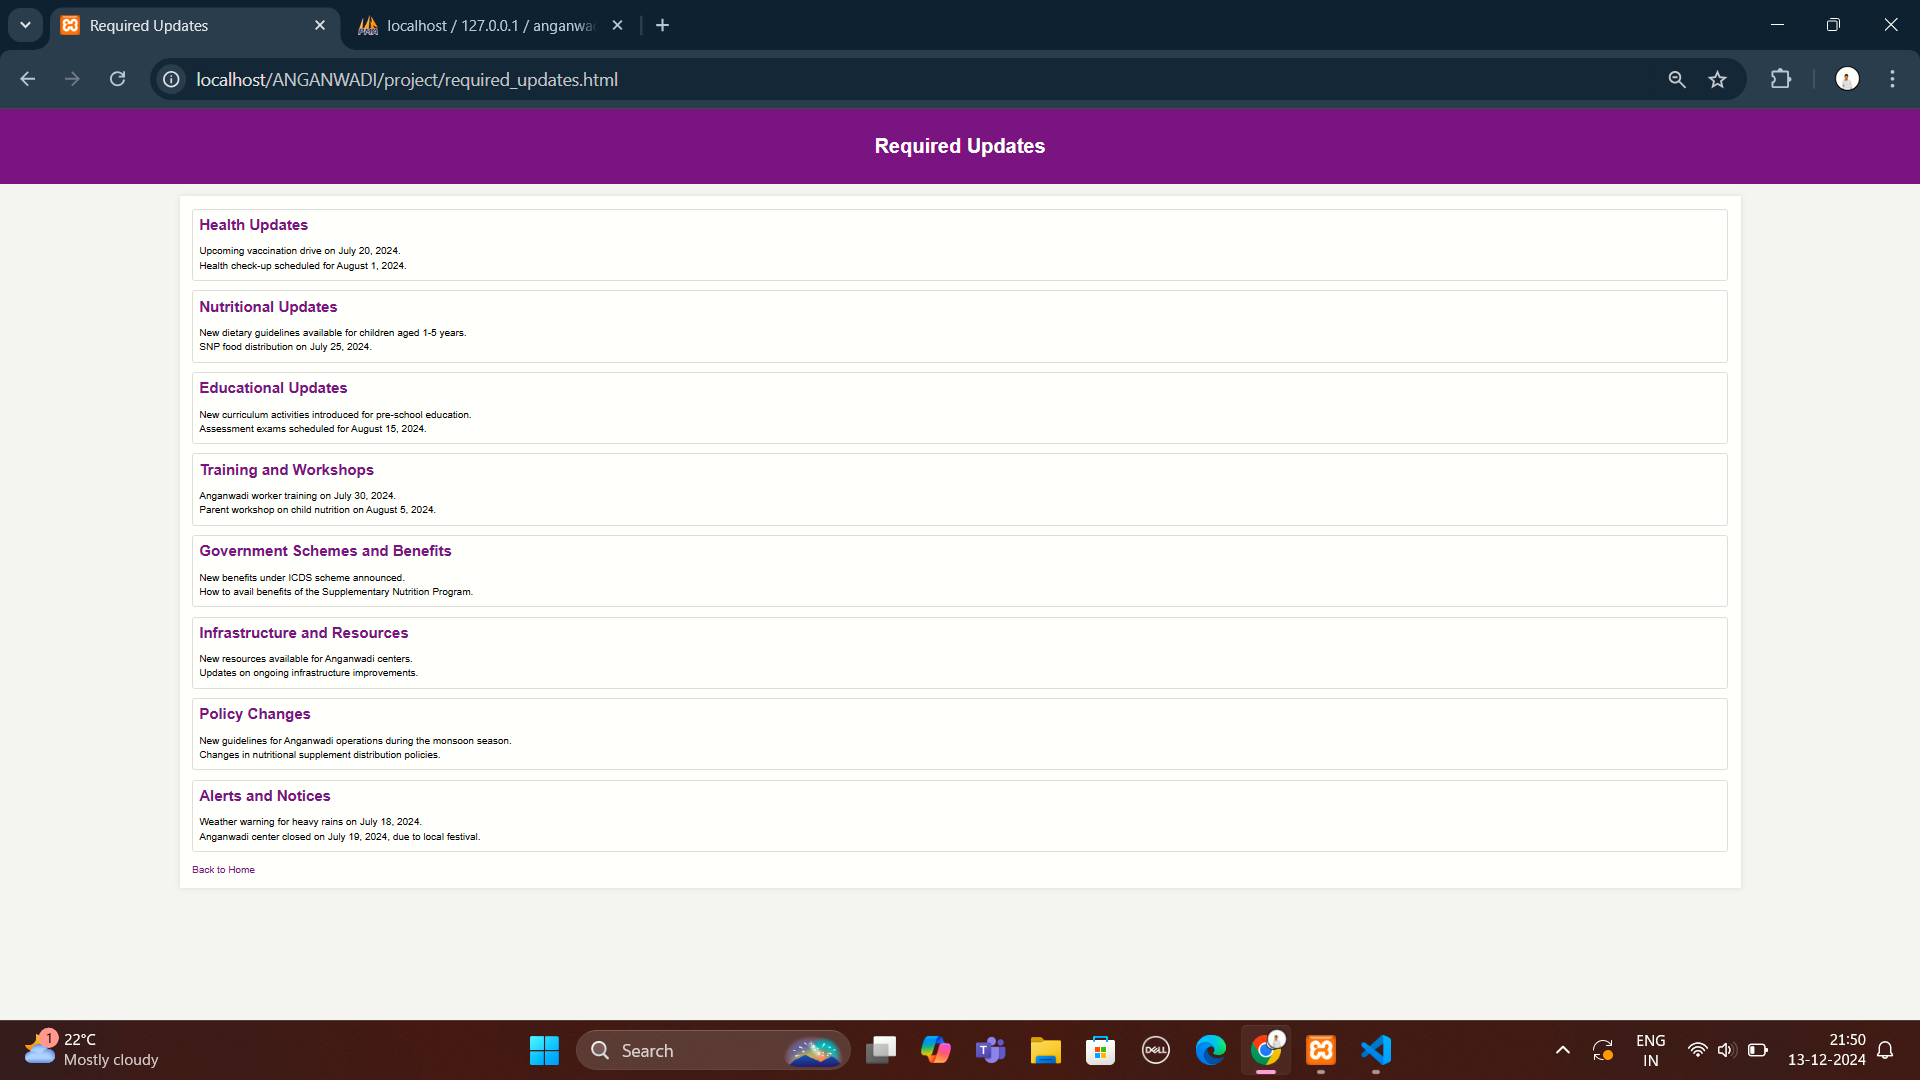 Required Updates
localhost / 127.0.0.1 / anganwa
localhost/ANGANWADI/project/required_updates.html
Required Updates
Health Updates
Upcoming vaccination drive on July 20, 2024.
Health check-up scheduled for August 1, 2024.
Nutritional Updates
New dietary guidelines available for children aged 1-5 years.
SNP food distribution on July 25, 2024.
Educational Updates
New curriculum activities introduced for pre-school education.
Assessment exams scheduled for August 15, 2024.
Training and Workshops
Anganwadi worker training on July 30, 2024.
Parent workshop on child nutrition on August 5, 2024.
Government Schemes and Benefits
New benefits under ICDS scheme announced.
How to avail benefits of the Supplementary Nutrition Program.
Infrastructure and Resources
New resources available for Anganwadi centers.
Updates on ongoing infrastructure improvements.
Policy Changes
New guidelines for Anganwadi operations during the monsoon season.
Changes in nutritional supplement distribution policies.
Alerts and Notices
Weather warning for heavy rains on July 18, 2024.
Anganwadi center closed on July 19, 2024, due to local festival.
Back to Home
1
22°C
Mostly cloudy
Search
DELL
ENG
IN
21:50
13-12-2024